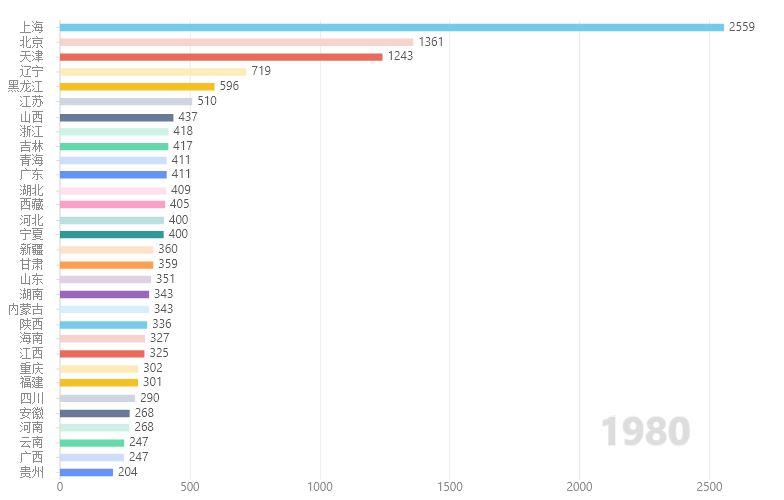 上海 2559
北京 1361
天津 1243
辽宁 719
黑龙江 596
江苏 510
山西 437
浙江 418
吉林 417
青海 411
广东 411
湖北 409
西藏 405
河北 400
宁夏 400
新疆 360
甘肃 359
山东 351
湖南 343
内蒙古 343
陕西 336
海南 327
江西 325
重庆 302
福建 301
四川 290
安徽 268
河南 268
云南 247
广西 247
贵州 204
1980
0 500 1000 1500 2000 2500